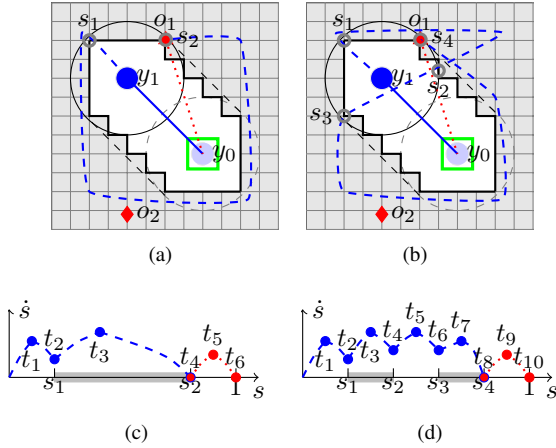 s₁ o₁ s₂
y₁
y₀
o₂
(a)
s₁ o₁ s₄
y₁ s₂
s₃
y₀
o₂
(b)
ṡ
t₁ t₂ t₃ t₄ t₅ t₆
s₁ s₂ 1 s
(c)
ṡ
t₁ t₂ t₃ t₄ t₅ t₆ t₇ t₈ t₉ t₁₀
s₁ s₂ s₃ s₄ 1 s
(d)